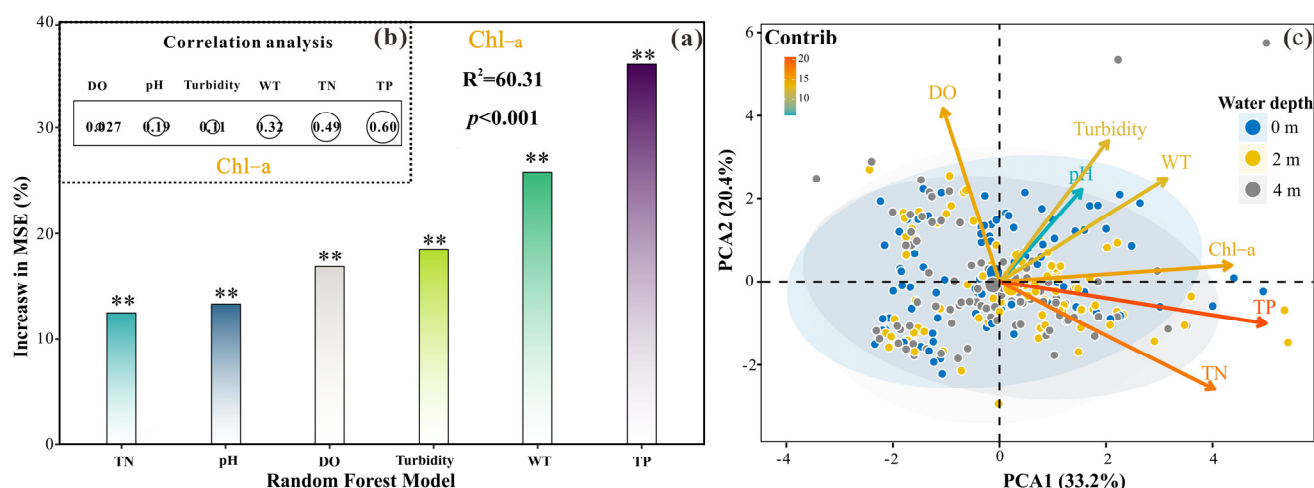 (a)
Chl-a
R²=60.31
p<0.001
(b)
Correlation analysis
DO pH Turbidity WT TN TP
0.027 0.19 0.11 0.32 0.49 0.60
Chl-a
Increasw in MSE (%)
40
30
20
10
0
** ** ** ** ** **
TN pH DO Turbidity WT TP
Random Forest Model
(c)
Contrib
20
15
10
DO
Turbidity
WT
pH
Chl-a
TP
TN
Water depth
0 m
2 m
4 m
PCA2 (20.4%)
6
4
2
0
-2
-4 -2 0 2 4
PCA1 (33.2%)